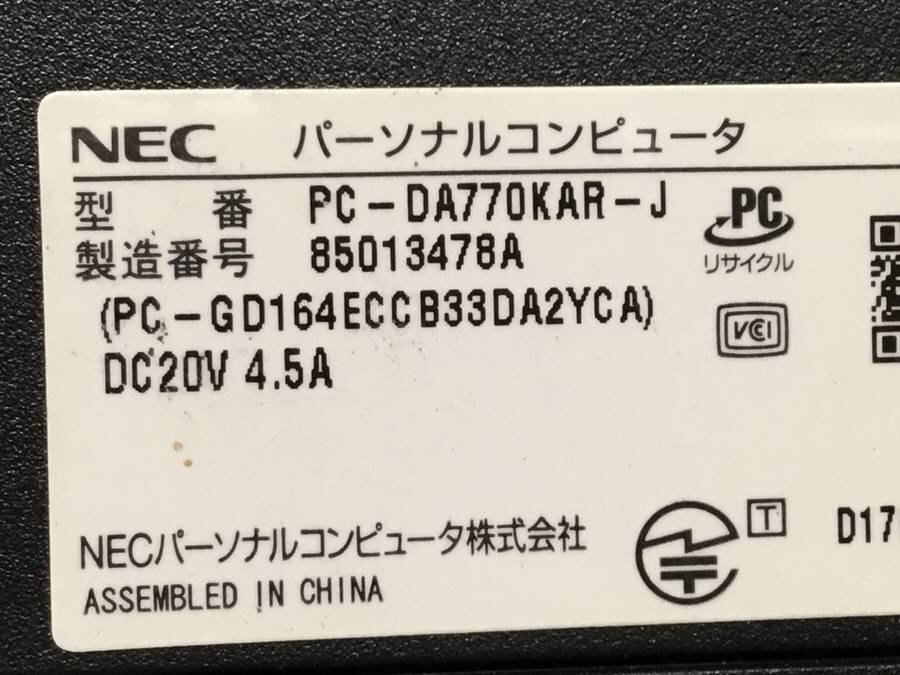 NEC パーソナルコンピュータ
型 番 PC-DA770KAR-J
製造番号 85013478A
(PC-GD164ECCB33DA2YCA)
DC20V 4.5A
PC
リサイクル
VCI
NECパーソナルコンピュータ株式会社
ASSEMBLED IN CHINA
T
D17